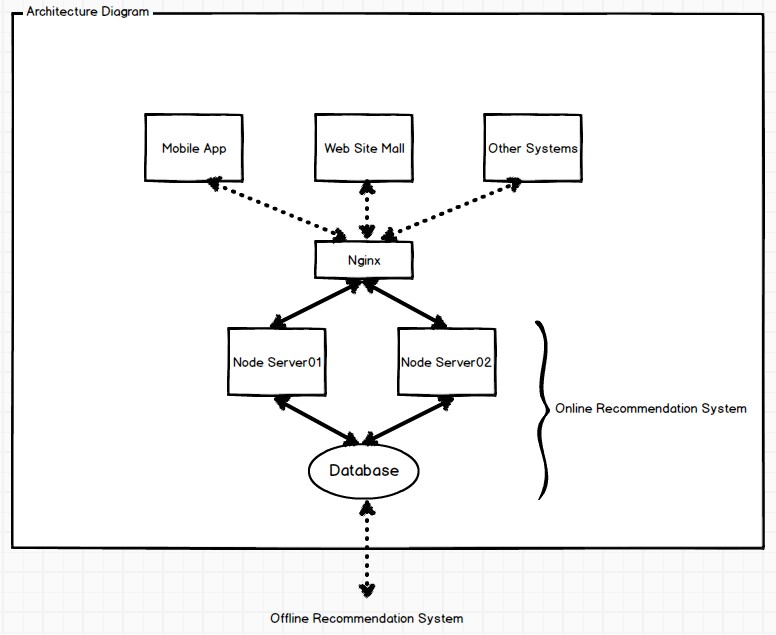 Architecture Diagram
Mobile App
Web Site Mall
Other Systems
Nginx
Node Server01
Node Server02
Online Recommendation System
Database
Offline Recommendation System